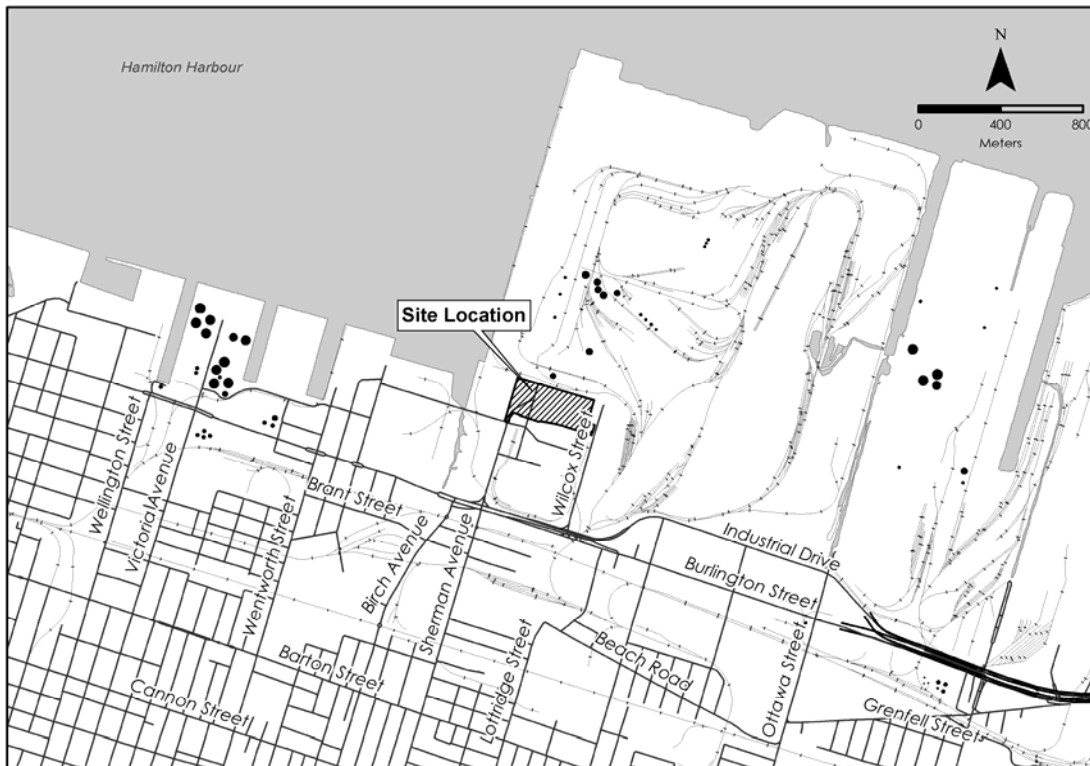 Hamilton Harbour
N
0 400 800
Meters
Site Location
Wellington Street
Victoria Avenue
Wentworth Street
Brant Street
Birch Avenue
Sherman Avenue
Wilcox Street
Industrial Drive
Burlington Street
Lottridge Street
Beach Road
Ottawa Street
Grenfell Street
Barton Street
Cannon Street